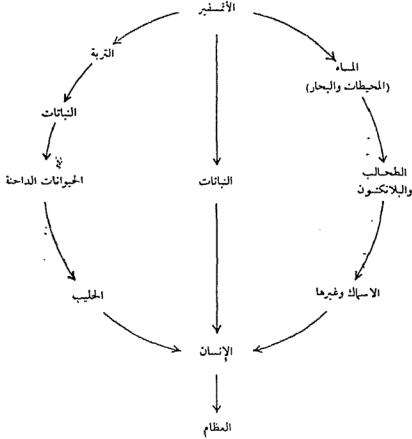 الأتمسفير
التربة
الماء
(المحيطات والبحار)
النباتات
الحيوانات الداجنة
النباتات
الطحالب
والبلانكتون
الحليب
الاسماك وغيرها
الإنسان
العظام